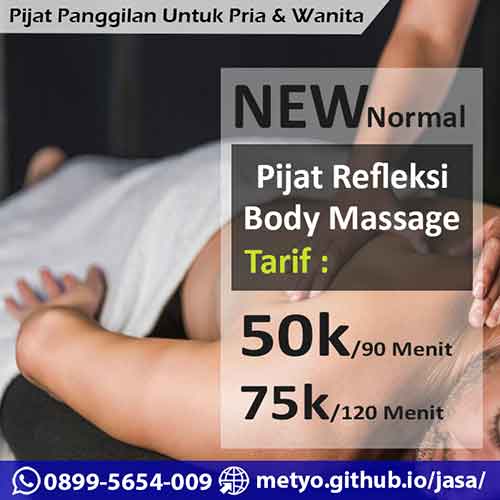 Pijat Panggilan Untuk Pria & Wanita
NEW Normal
Pijat Refleksi
Body Massage
Tarif :
50k/90 Menit
75k/120 Menit
0899-5654-009 metyo.github.io/jasa/